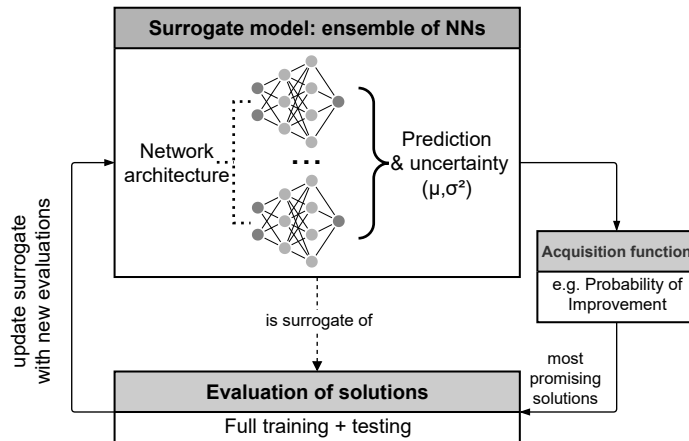 Surrogate model: ensemble of NNs
Network
architecture
...
Prediction
& uncertainty
(μ,σ²)
Acquisition function
e.g. Probability of
Improvement
most
promising
solutions
is surrogate of
Evaluation of solutions
Full training + testing
update surrogate
with new evaluations